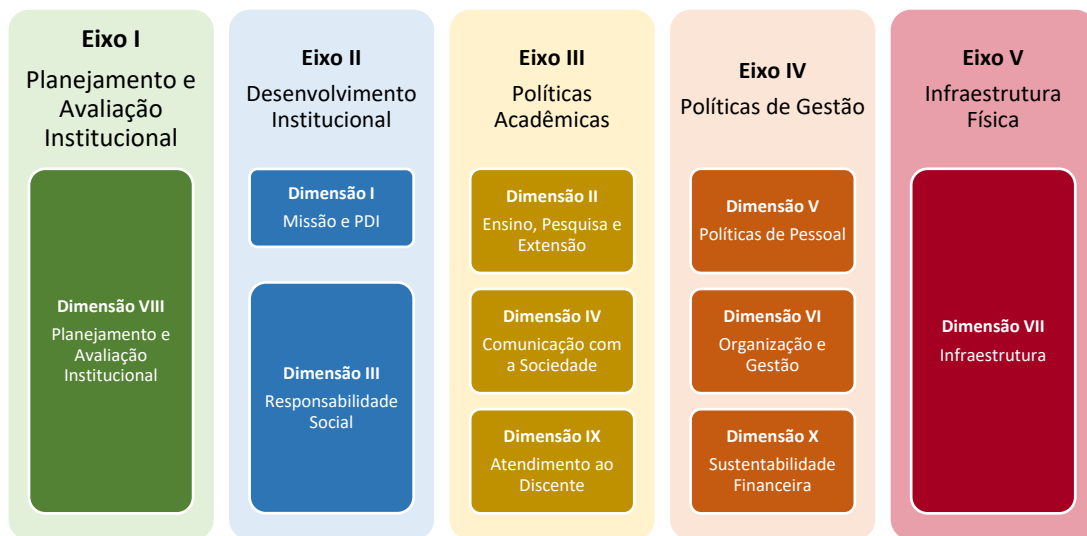 Eixo I
Planejamento e
Avaliação
Institucional
Dimensão VIII
Planejamento e
Avaliação
Institucional
Eixo II
Desenvolvimento
Institucional
Dimensão I
Missão e PDI
Dimensão III
Responsabilidade
Social
Eixo III
Políticas
Acadêmicas
Dimensão II
Ensino, Pesquisa e
Extensão
Dimensão IV
Comunicação com
a Sociedade
Dimensão IX
Atendimento ao
Discente
Eixo IV
Políticas de Gestão
Dimensão V
Políticas de Pessoal
Dimensão VI
Organização e
Gestão
Dimensão X
Sustentabilidade
Financeira
Eixo V
Infraestrutura
Física
Dimensão VII
Infraestrutura